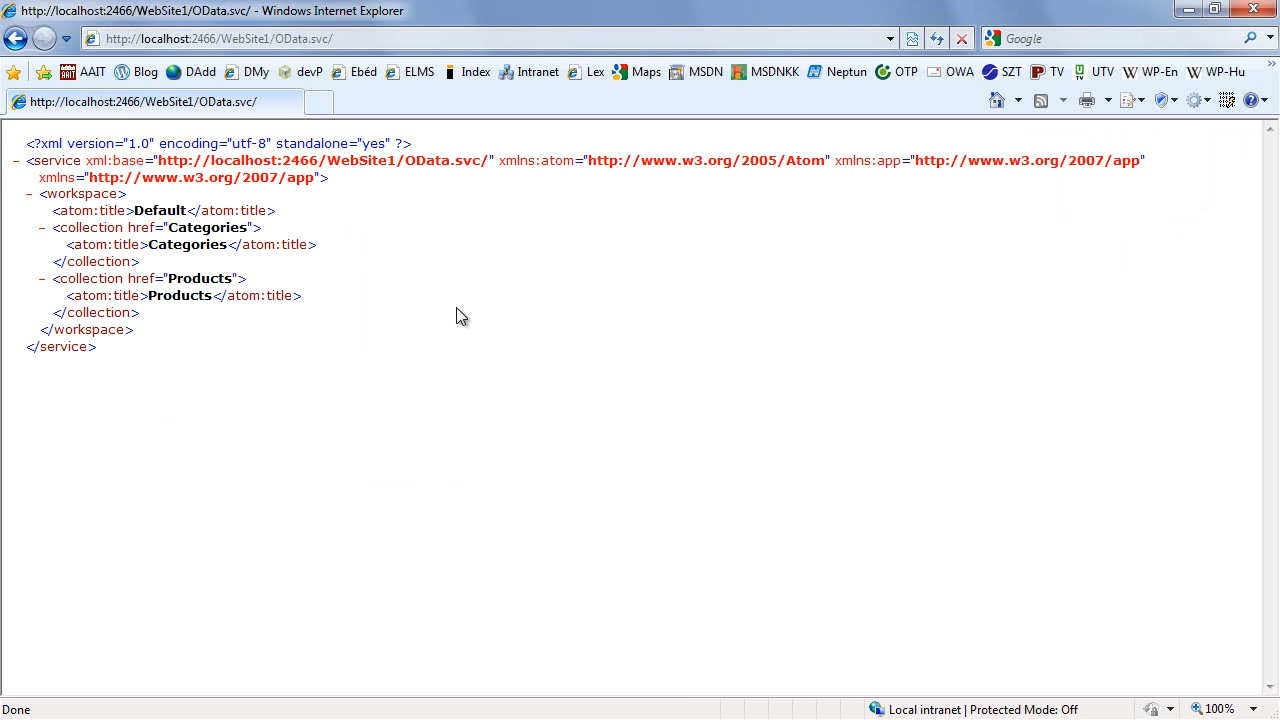 http://localhost:2466/WebSite1/OData.svc/ - Windows Internet Explorer
http://localhost:2466/WebSite1/OData.svc/
Google
AAIT Blog DAdd DMy devP Ebéd ELMS Index Intranet Lex Maps MSDN MSDNKK Neptun OTP OWA SZT TV UTV WP-En WP-Hu
http://localhost:2466/WebSite1/OData.svc/
<?xml version="1.0" encoding="utf-8" standalone="yes" ?>
- <service xml:base="http://localhost:2466/WebSite1/OData.svc/" xmlns:atom="http://www.w3.org/2005/Atom" xmlns:app="http://www.w3.org/2007/app"
xmlns="http://www.w3.org/2007/app">
- <workspace>
<atom:title>Default</atom:title>
- <collection href="Categories">
<atom:title>Categories</atom:title>
</collection>
- <collection href="Products">
<atom:title>Products</atom:title>
</collection>
</workspace>
</service>
Done
Local intranet | Protected Mode: Off
100%